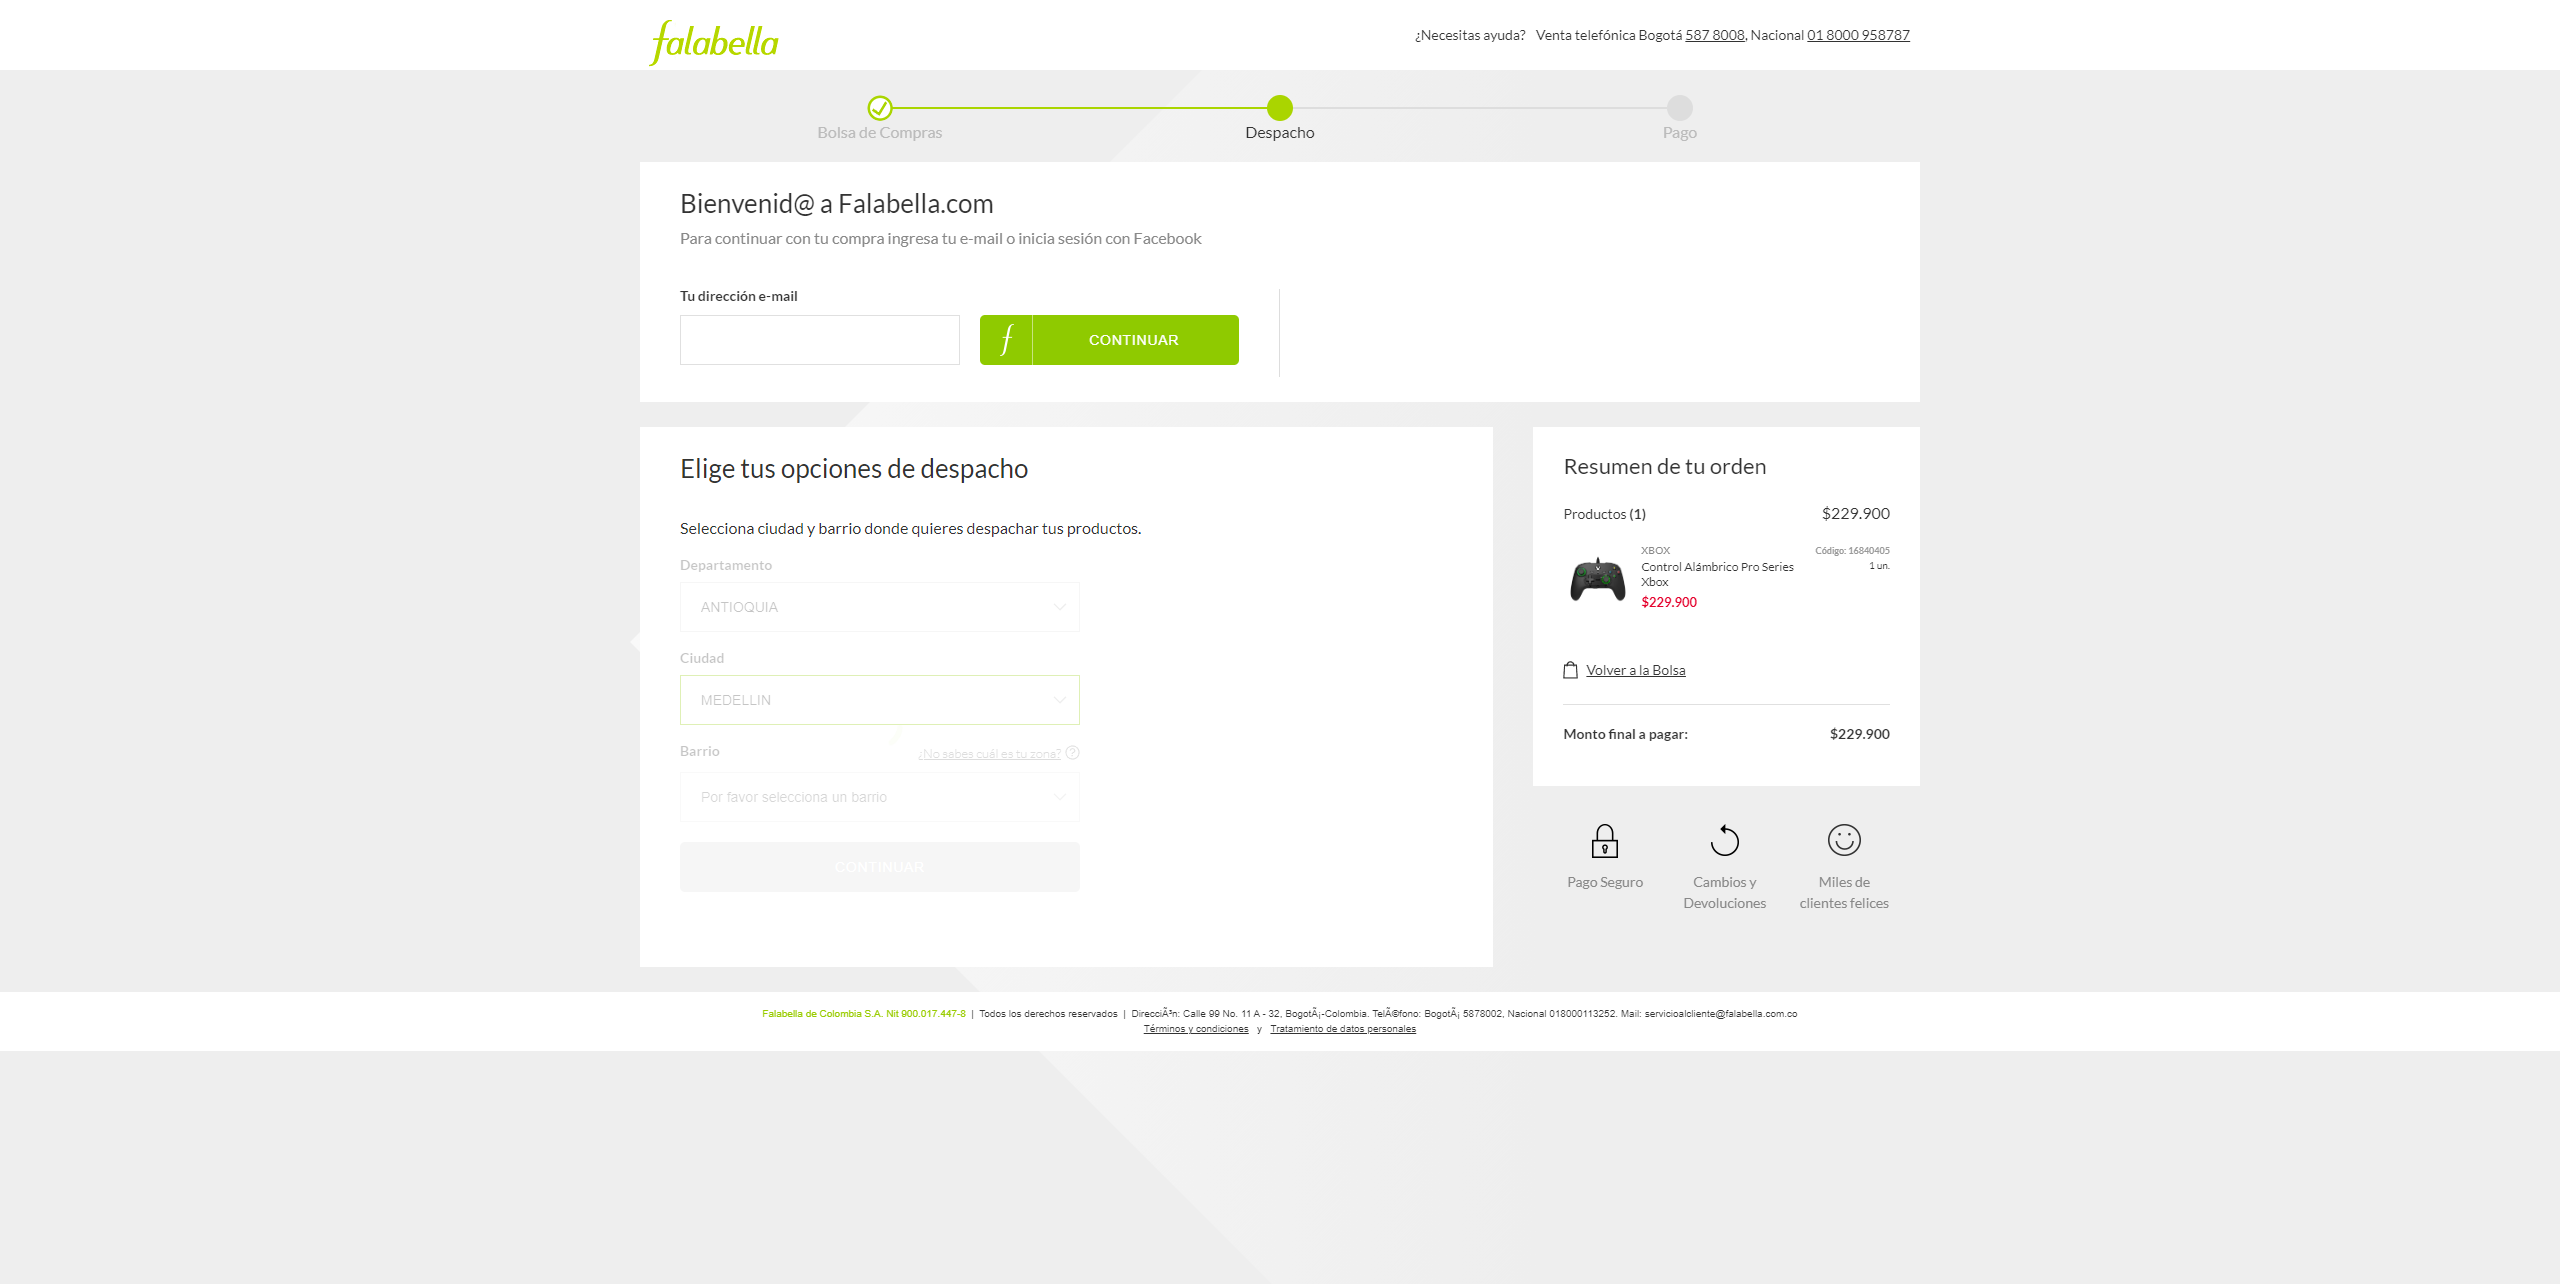 falabella
¿Necesitas ayuda? Venta telefónica Bogotá 587 8008, Nacional 01 8000 958787
Bolsa de Compras
Despacho
Pago
Bienvenid@ a Falabella.com
Para continuar con tu compra ingresa tu e-mail o inicia sesión con Facebook
Tu dirección e-mail
f CONTINUAR
Elige tus opciones de despacho
Selecciona ciudad y barrio donde quieres despachar tus productos.
Departamento
ANTIOQUIA
Ciudad
MEDELLIN
Barrio
¿No sabes cuál es tu zona? ?
Por favor selecciona un barrio
CONTINUAR
Resumen de tu orden
Productos (1) $229.900
XBOX
Código: 16840405
Control Alámbrico Pro Series
Xbox
1 un.
$229.900
Volver a la Bolsa
Monto final a pagar: $229.900
Pago Seguro
Cambios y
Devoluciones
Miles de
clientes felices
Falabella de Colombia S.A. Nit 900.017.447-8 | Todos los derechos reservados | DirecciÃ³n: Calle 99 No. 11 A - 32, BogotÃ¡-Colombia. TelÃ©fono: BogotÃ¡ 5878002, Nacional 018000113252. Mail: servicioalcliente@falabella.com.co
Términos y condiciones y Tratamiento de datos personales